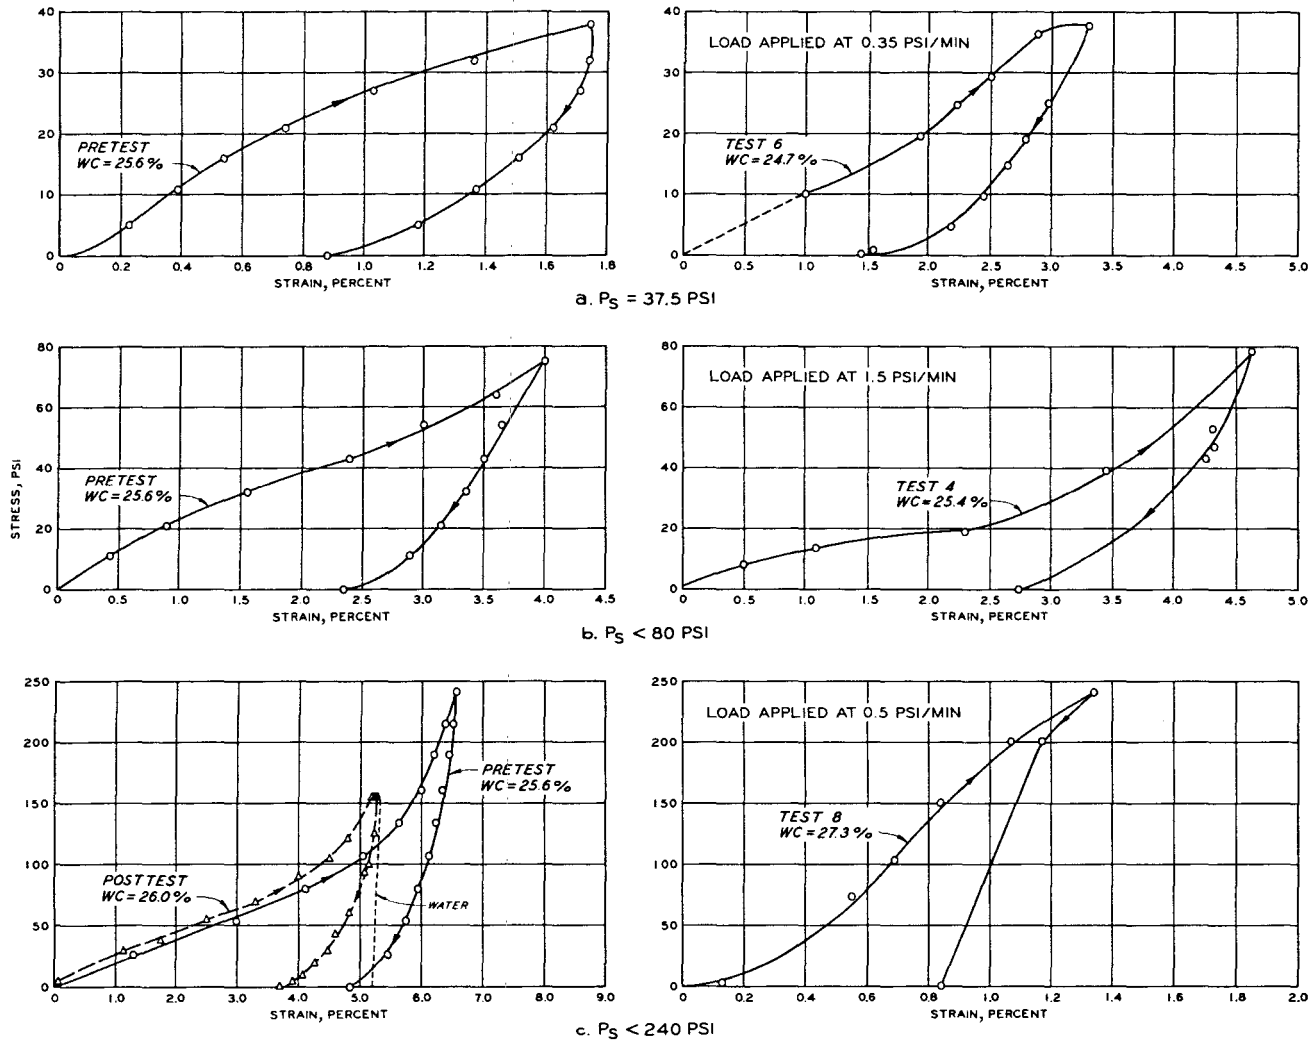 40
30
20
10
0
PRETEST
WC = 25.6 %
0 0.2 0.4 0.6 0.8 1.0 1.2 1.4 1.6 1.8
STRAIN, PERCENT
40
30
20
10
0
LOAD APPLIED AT 0.35 PSI/MIN
TEST 6
WC = 24.7 %
0 0.5 1.0 1.5 2.0 2.5 3.0 3.5 4.0 4.5 5.0
STRAIN, PERCENT
a. PS = 37.5 PSI
STRESS, PSI
80
60
40
20
0
PRETEST
WC = 25.6 %
0 0.5 1.0 1.5 2.0 2.5 3.0 3.5 4.0 4.5
STRAIN, PERCENT
80
60
40
20
0
LOAD APPLIED AT 1.5 PSI/MIN
TEST 4
WC = 25.4 %
0 0.5 1.0 1.5 2.0 2.5 3.0 3.5 4.0 4.5 5.0
STRAIN, PERCENT
b. PS < 80 PSI
250
200
150
100
50
0
PRETEST
WC = 25.6 %
POSTTEST
WC = 26.0 %
WATER
0 1.0 2.0 3.0 4.0 5.0 6.0 7.0 8.0 9.0
STRAIN, PERCENT
250
200
150
100
50
0
LOAD APPLIED AT 0.5 PSI/MIN
TEST 8
WC = 27.3 %
0 0.2 0.4 0.6 0.8 1.0 1.2 1.4 1.6 1.8 2.0
STRAIN, PERCENT
c. PS < 240 PSI